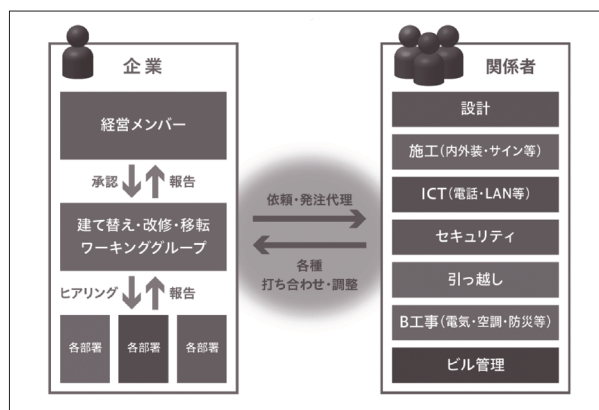 企業
経営メンバー
承認
報告
建て替え・改修・移転
ワーキンググループ
ヒアリング
報告
各部署
各部署
各部署
依頼・発注代理
各種
打ち合わせ・調整
関係者
設計
施工(内外装・サイン等)
ICT(電話・LAN等)
セキュリティ
引っ越し
B工事(電気・空調・防災等)
ビル管理